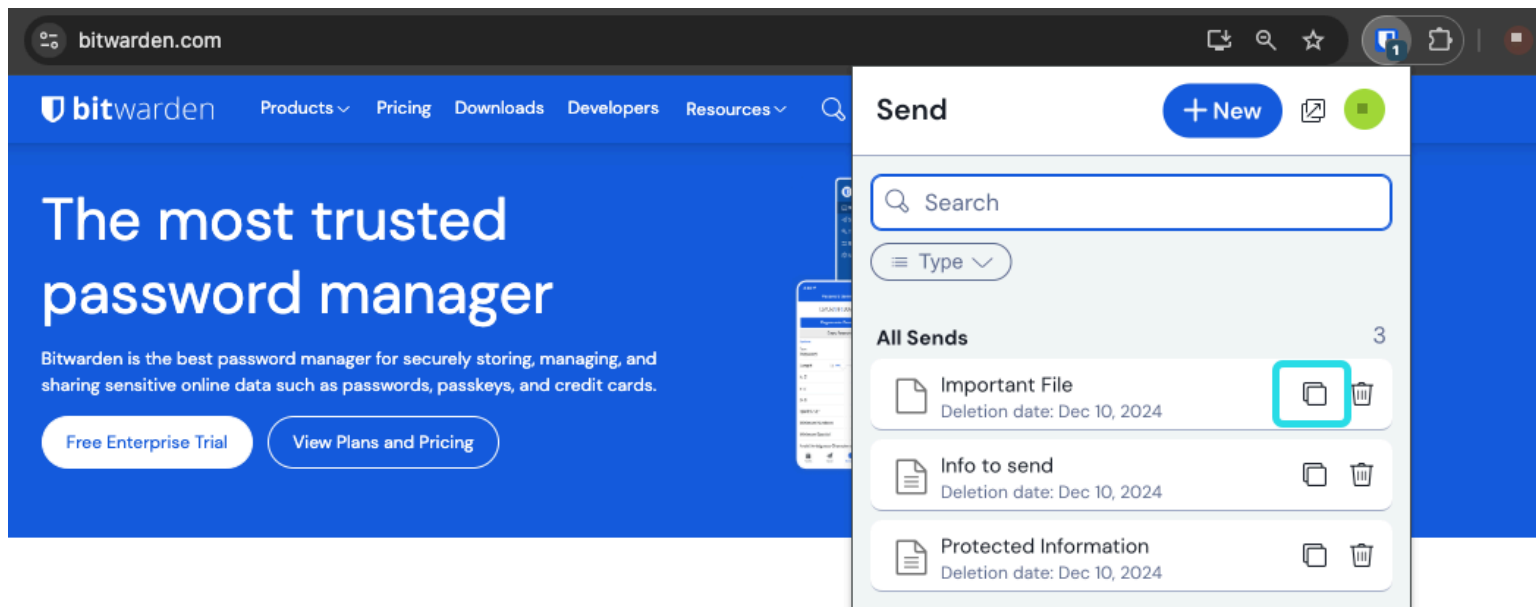 bitwarden.com
1
bitwarden
Products
Pricing
Downloads
Developers
Resources
The most trusted
password manager
Bitwarden is the best password manager for securely storing, managing, and
sharing sensitive online data such as passwords, passkeys, and credit cards.
Free Enterprise Trial
View Plans and Pricing
Send
+ New
Search
Type
All Sends
3
Important File
Deletion date: Dec 10, 2024
Info to send
Deletion date: Dec 10, 2024
Protected Information
Deletion date: Dec 10, 2024